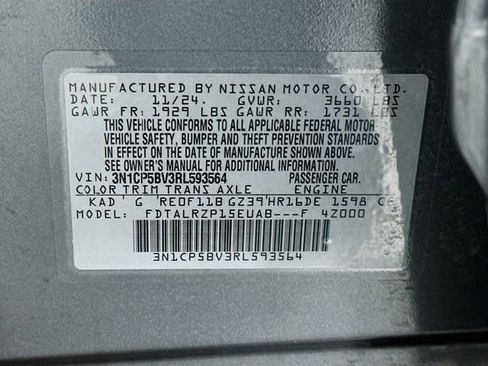 MANUFACTURED BY NISSAN MOTOR CO., LTD.
DATE: 11/24. GVWR: 3660 LBS
GAWR FR: 1929 LBS GAWR RR: 1731 LBS
THIS VEHICLE CONFORMS TO ALL APPLICABLE FEDERAL MOTOR
VEHICLE SAFETY, BUMPER, AND THEFT PREVENTION STANDARDS
IN EFFECT ON THE DATE OF MANUFACTURE SHOWN ABOVE.
SEE OWNER'S MANUAL FOR ADDITIONAL INFORMATION
VIN: 3N1CP5BV3RL593564 PASSENGER CAR.
COLOR TRIM TRANS AXLE ENGINE
KAD G RE0F11B GZ39 HR16DE 1598 CC
MODEL: FDTALRZP15EUAB---F 4Z000
3N1CP5BV3RL593564